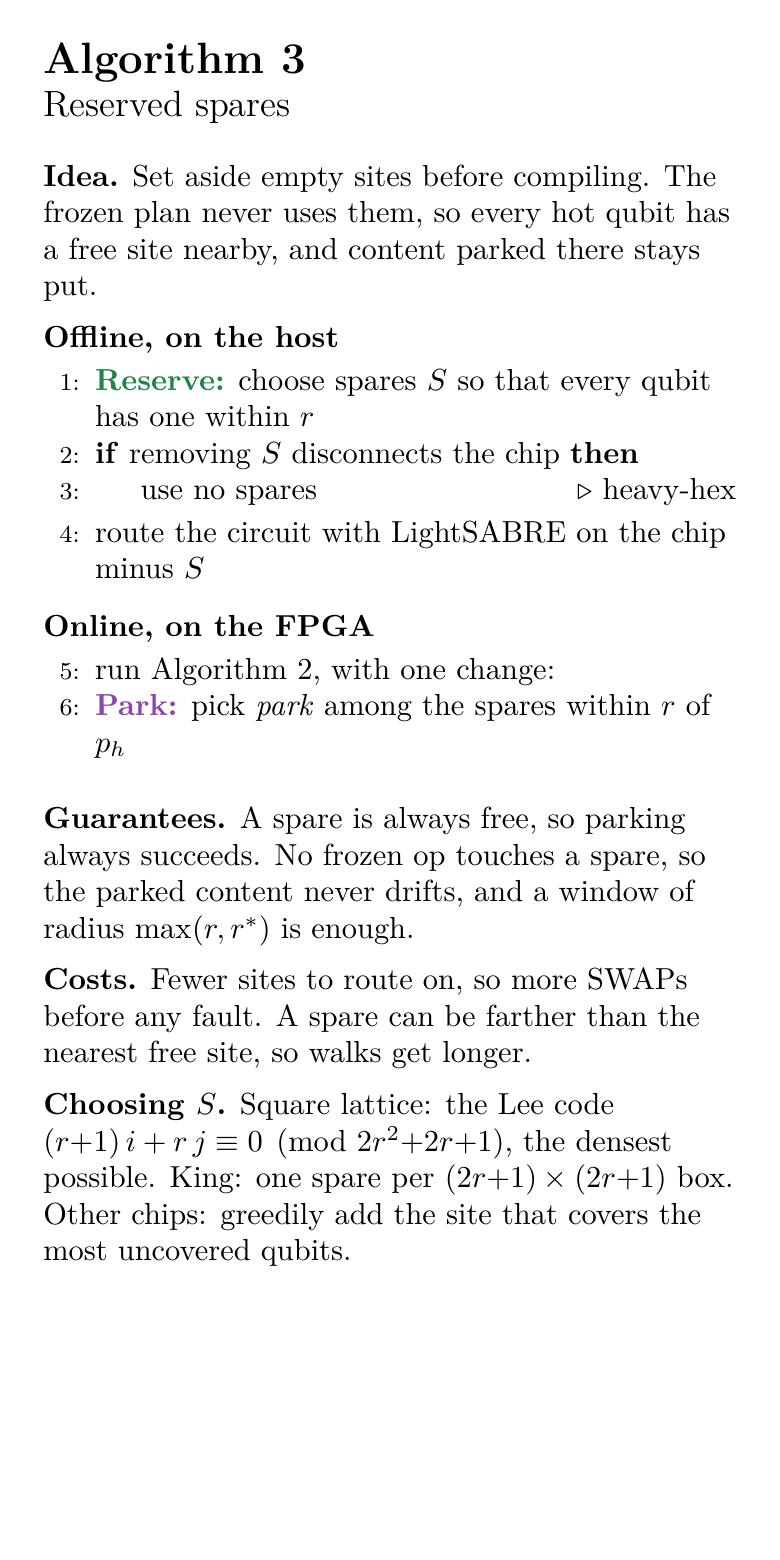 Algorithm 3
Reserved spares
Idea. Set aside empty sites before compiling. The
frozen plan never uses them, so every hot qubit has
a free site nearby, and content parked there stays
put.
Offline, on the host
1: Reserve: choose spares S so that every qubit
has one within r
2: if removing S disconnects the chip then
3: use no spares ▷ heavy-hex
4: route the circuit with LightSABRE on the chip
minus S
Online, on the FPGA
5: run Algorithm 2, with one change:
6: Park: pick park among the spares within r of
pₕ
Guarantees. A spare is always free, so parking
always succeeds. No frozen op touches a spare, so
the parked content never drifts, and a window of
radius max(r, r*) is enough.
Costs. Fewer sites to route on, so more SWAPs
before any fault. A spare can be farther than the
nearest free site, so walks get longer.
Choosing S. Square lattice: the Lee code
(r+1) i + r j ≡ 0 (mod 2r²+2r+1), the densest
possible. King: one spare per (2r+1) × (2r+1) box.
Other chips: greedily add the site that covers the
most uncovered qubits.